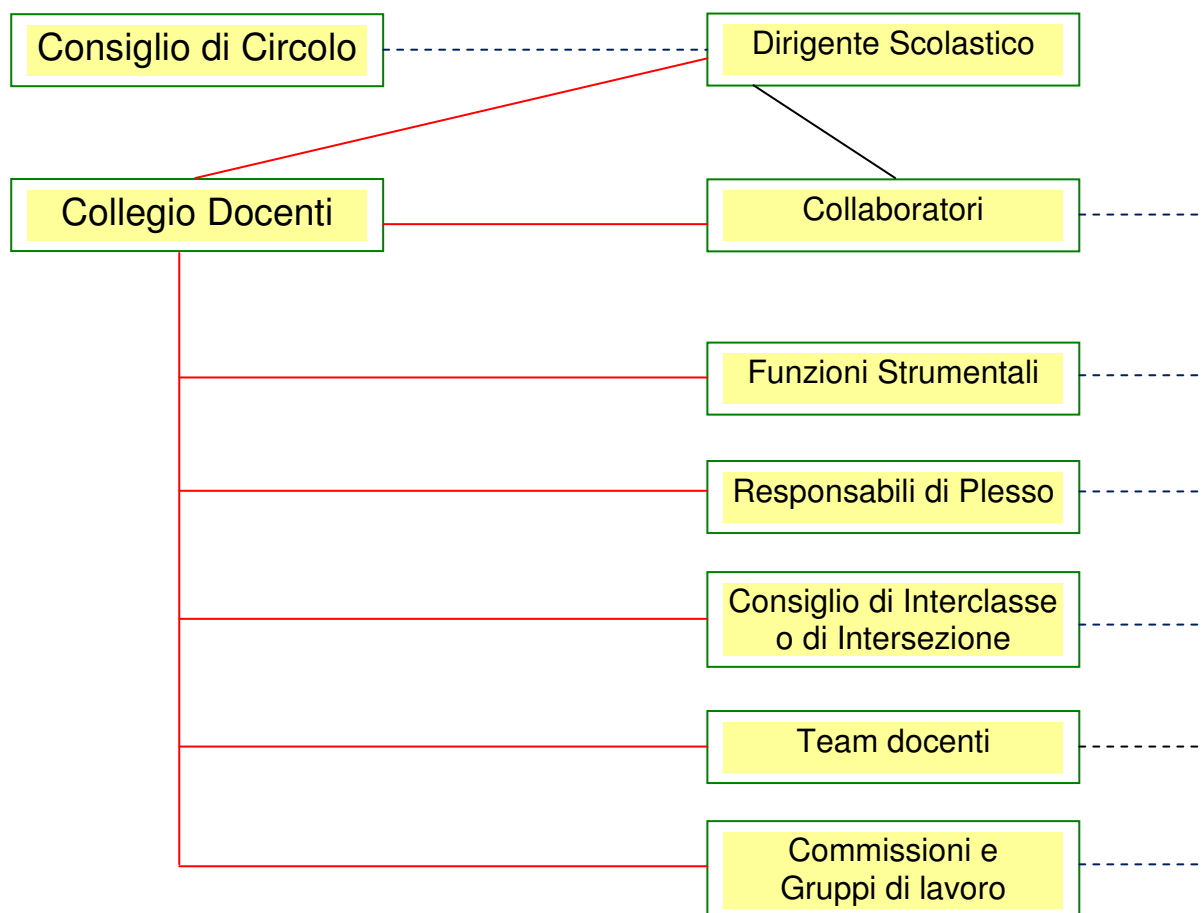 Consiglio di Circolo
Dirigente Scolastico
Collegio Docenti
Collaboratori
Funzioni Strumentali
Responsabili di Plesso
Consiglio di Interclasse
o di Intersezione
Team docenti
Commissioni e
Gruppi di lavoro